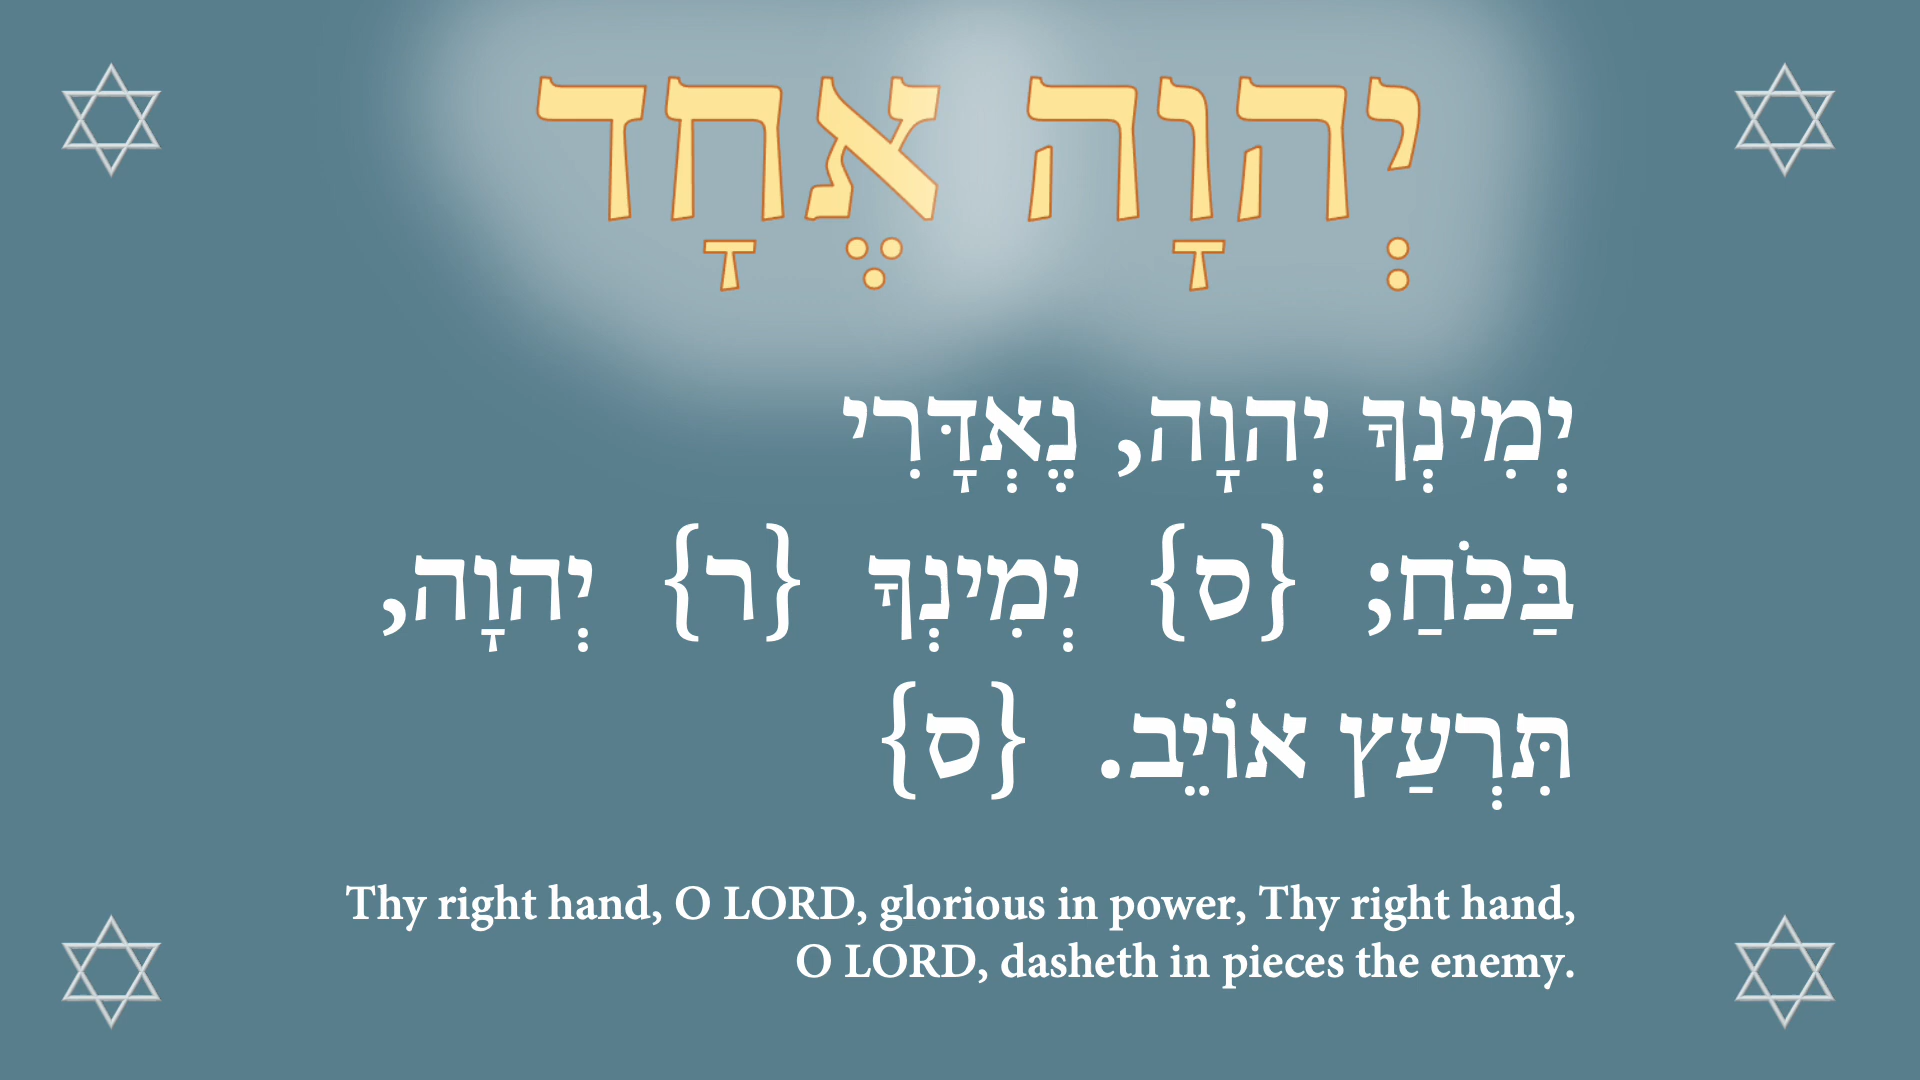 יְהוָה אֶחָד
יְמִינְךָ יְהוָה, נֶאְדָּרִי
בַּכֹּחַ; {ס} יְמִינְךָ {ר} יְהוָה,
תִּרְעַץ אוֹיֵב. {ס}
Thy right hand, O LORD, glorious in power, Thy right hand,
O LORD, dasheth in pieces the enemy.